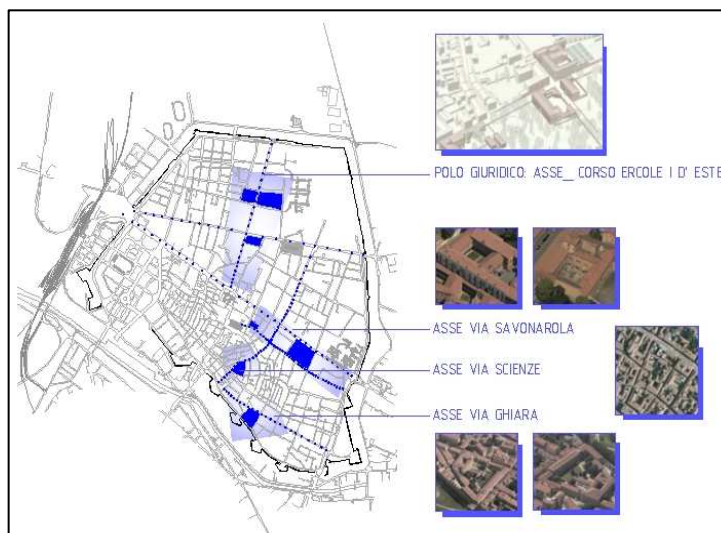 POLO GIURIDICO: ASSE_ CORSO ERCOLE I D' ESTE
ASSE VIA SAVONAROLA
ASSE VIA SCIENZE
ASSE VIA GHIARA